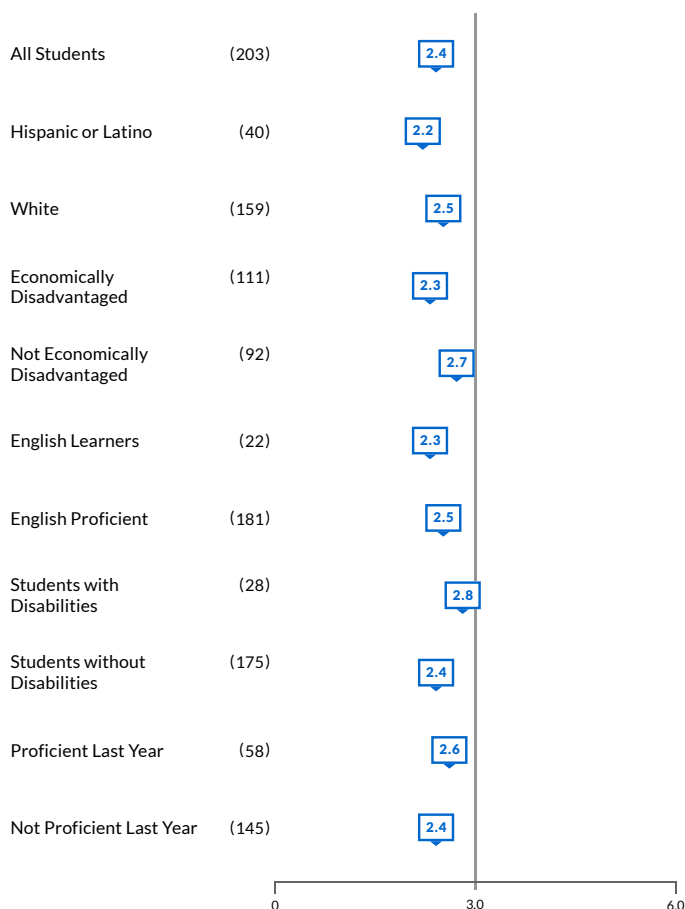 All Students (203) 2.4
Hispanic or Latino (40) 2.2
White (159) 2.5
Economically (111) 2.3
Disadvantaged
Not Economically (92) 2.7
Disadvantaged
English Learners (22) 2.3
English Proficient (181) 2.5
Students with (28) 2.8
Disabilities
Students without (175) 2.4
Disabilities
Proficient Last Year (58) 2.6
Not Proficient Last Year (145) 2.4
0 3.0 6.0